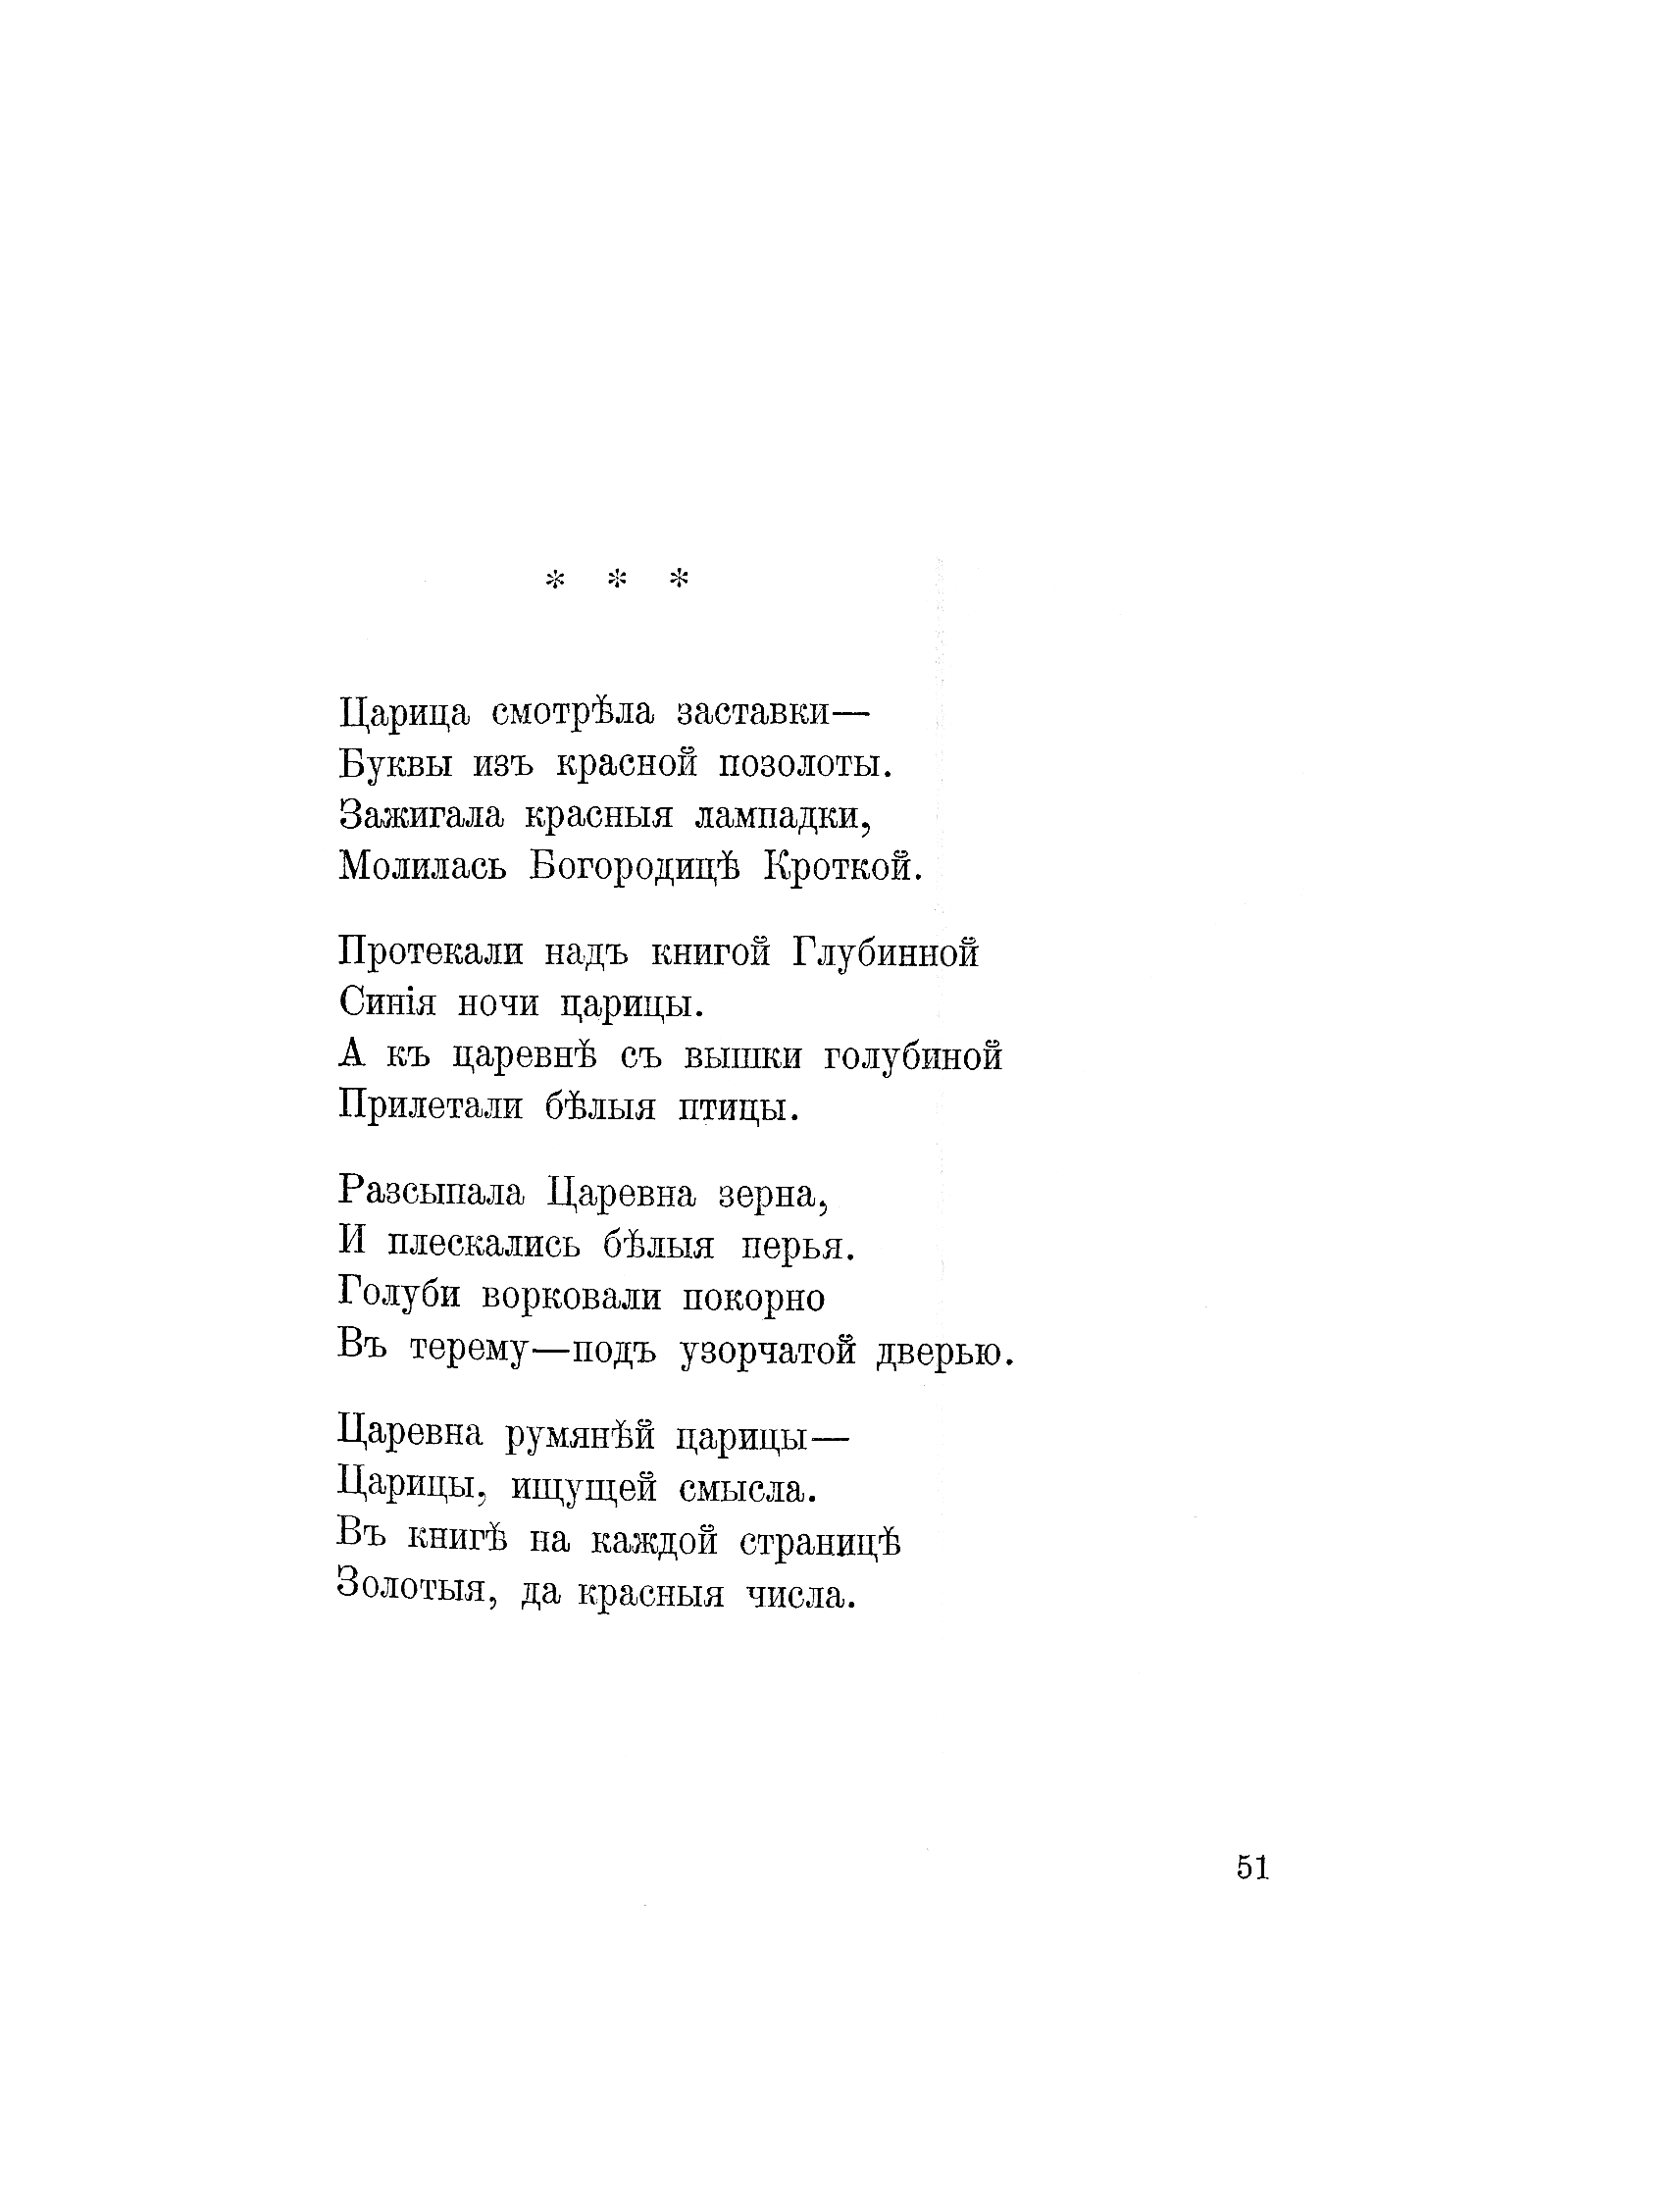 * * *
Царица смотрѣла заставки—
Буквы изъ красной позолоты.
Зажигала красныя лампадки,
Молилась Богородицѣ Кроткой.
Протекали надъ книгой Глубинной
Синія ночи царицы.
А къ царевнѣ съ вышки голубиной
Прилетали бѣлыя птицы.
Разсыпала Царевна зерна,
И плескались бѣлыя перья.
Голуби ворковали покорно
Въ терему—подъ узорчатой дверью.
Царевна румянѣй царицы—
Царицы, ищущей смысла.
Въ книгѣ на каждой страницѣ
Золотыя, да красныя числа.
51